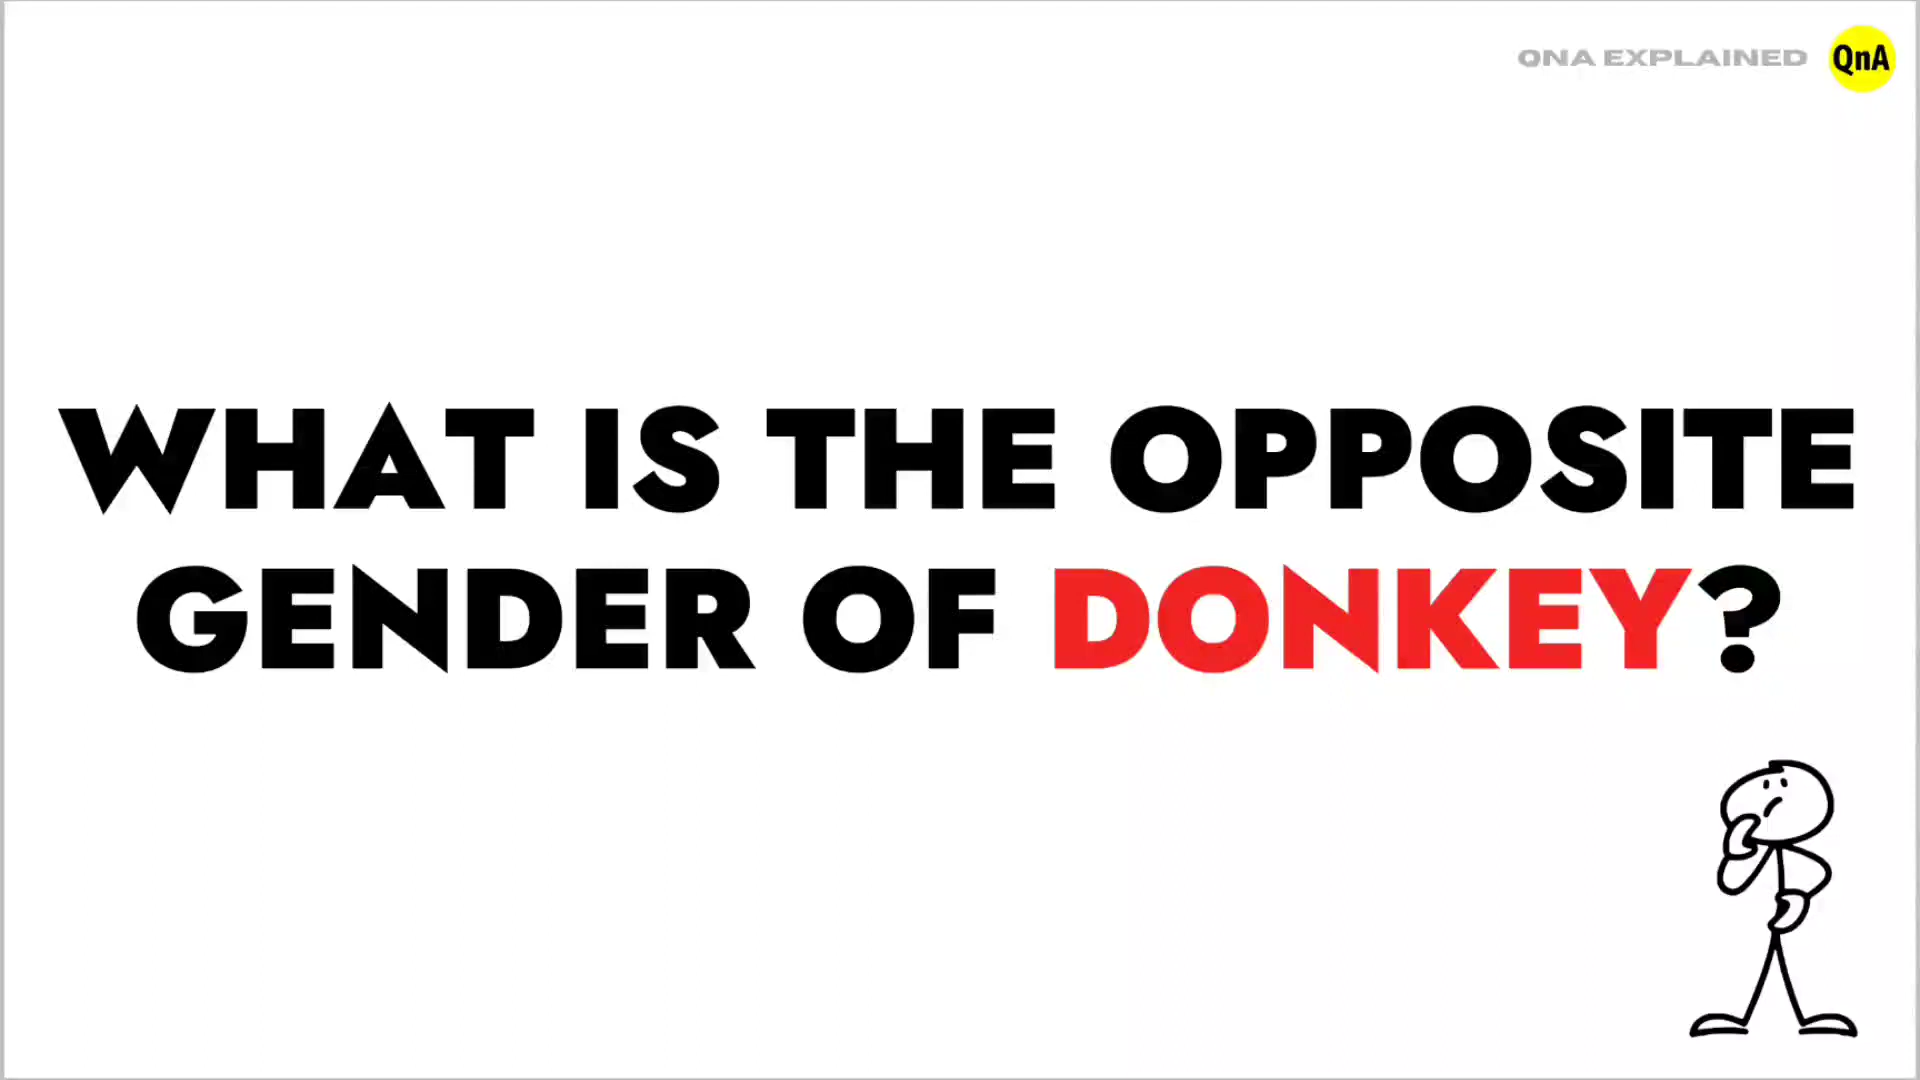 QNA EXPLAINED QnA
WHAT IS THE OPPOSITE
GENDER OF DONKEY?